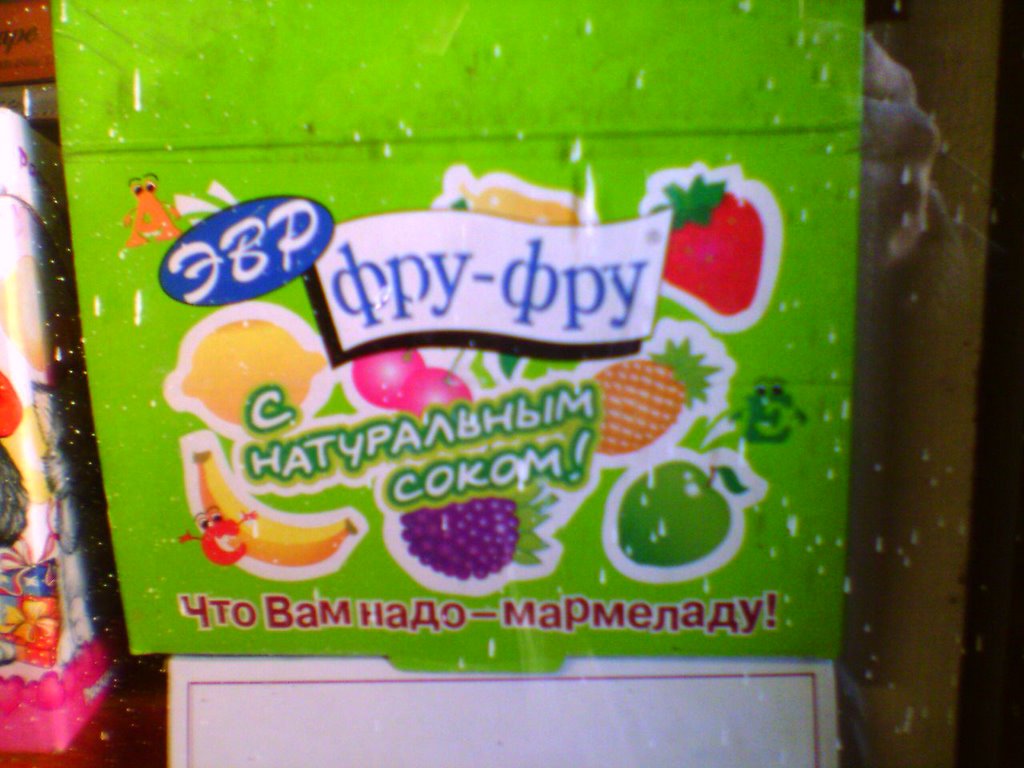 ЭВР
фру-фру
с
натуральным
соком!
Что Вам надо – мармеладу!